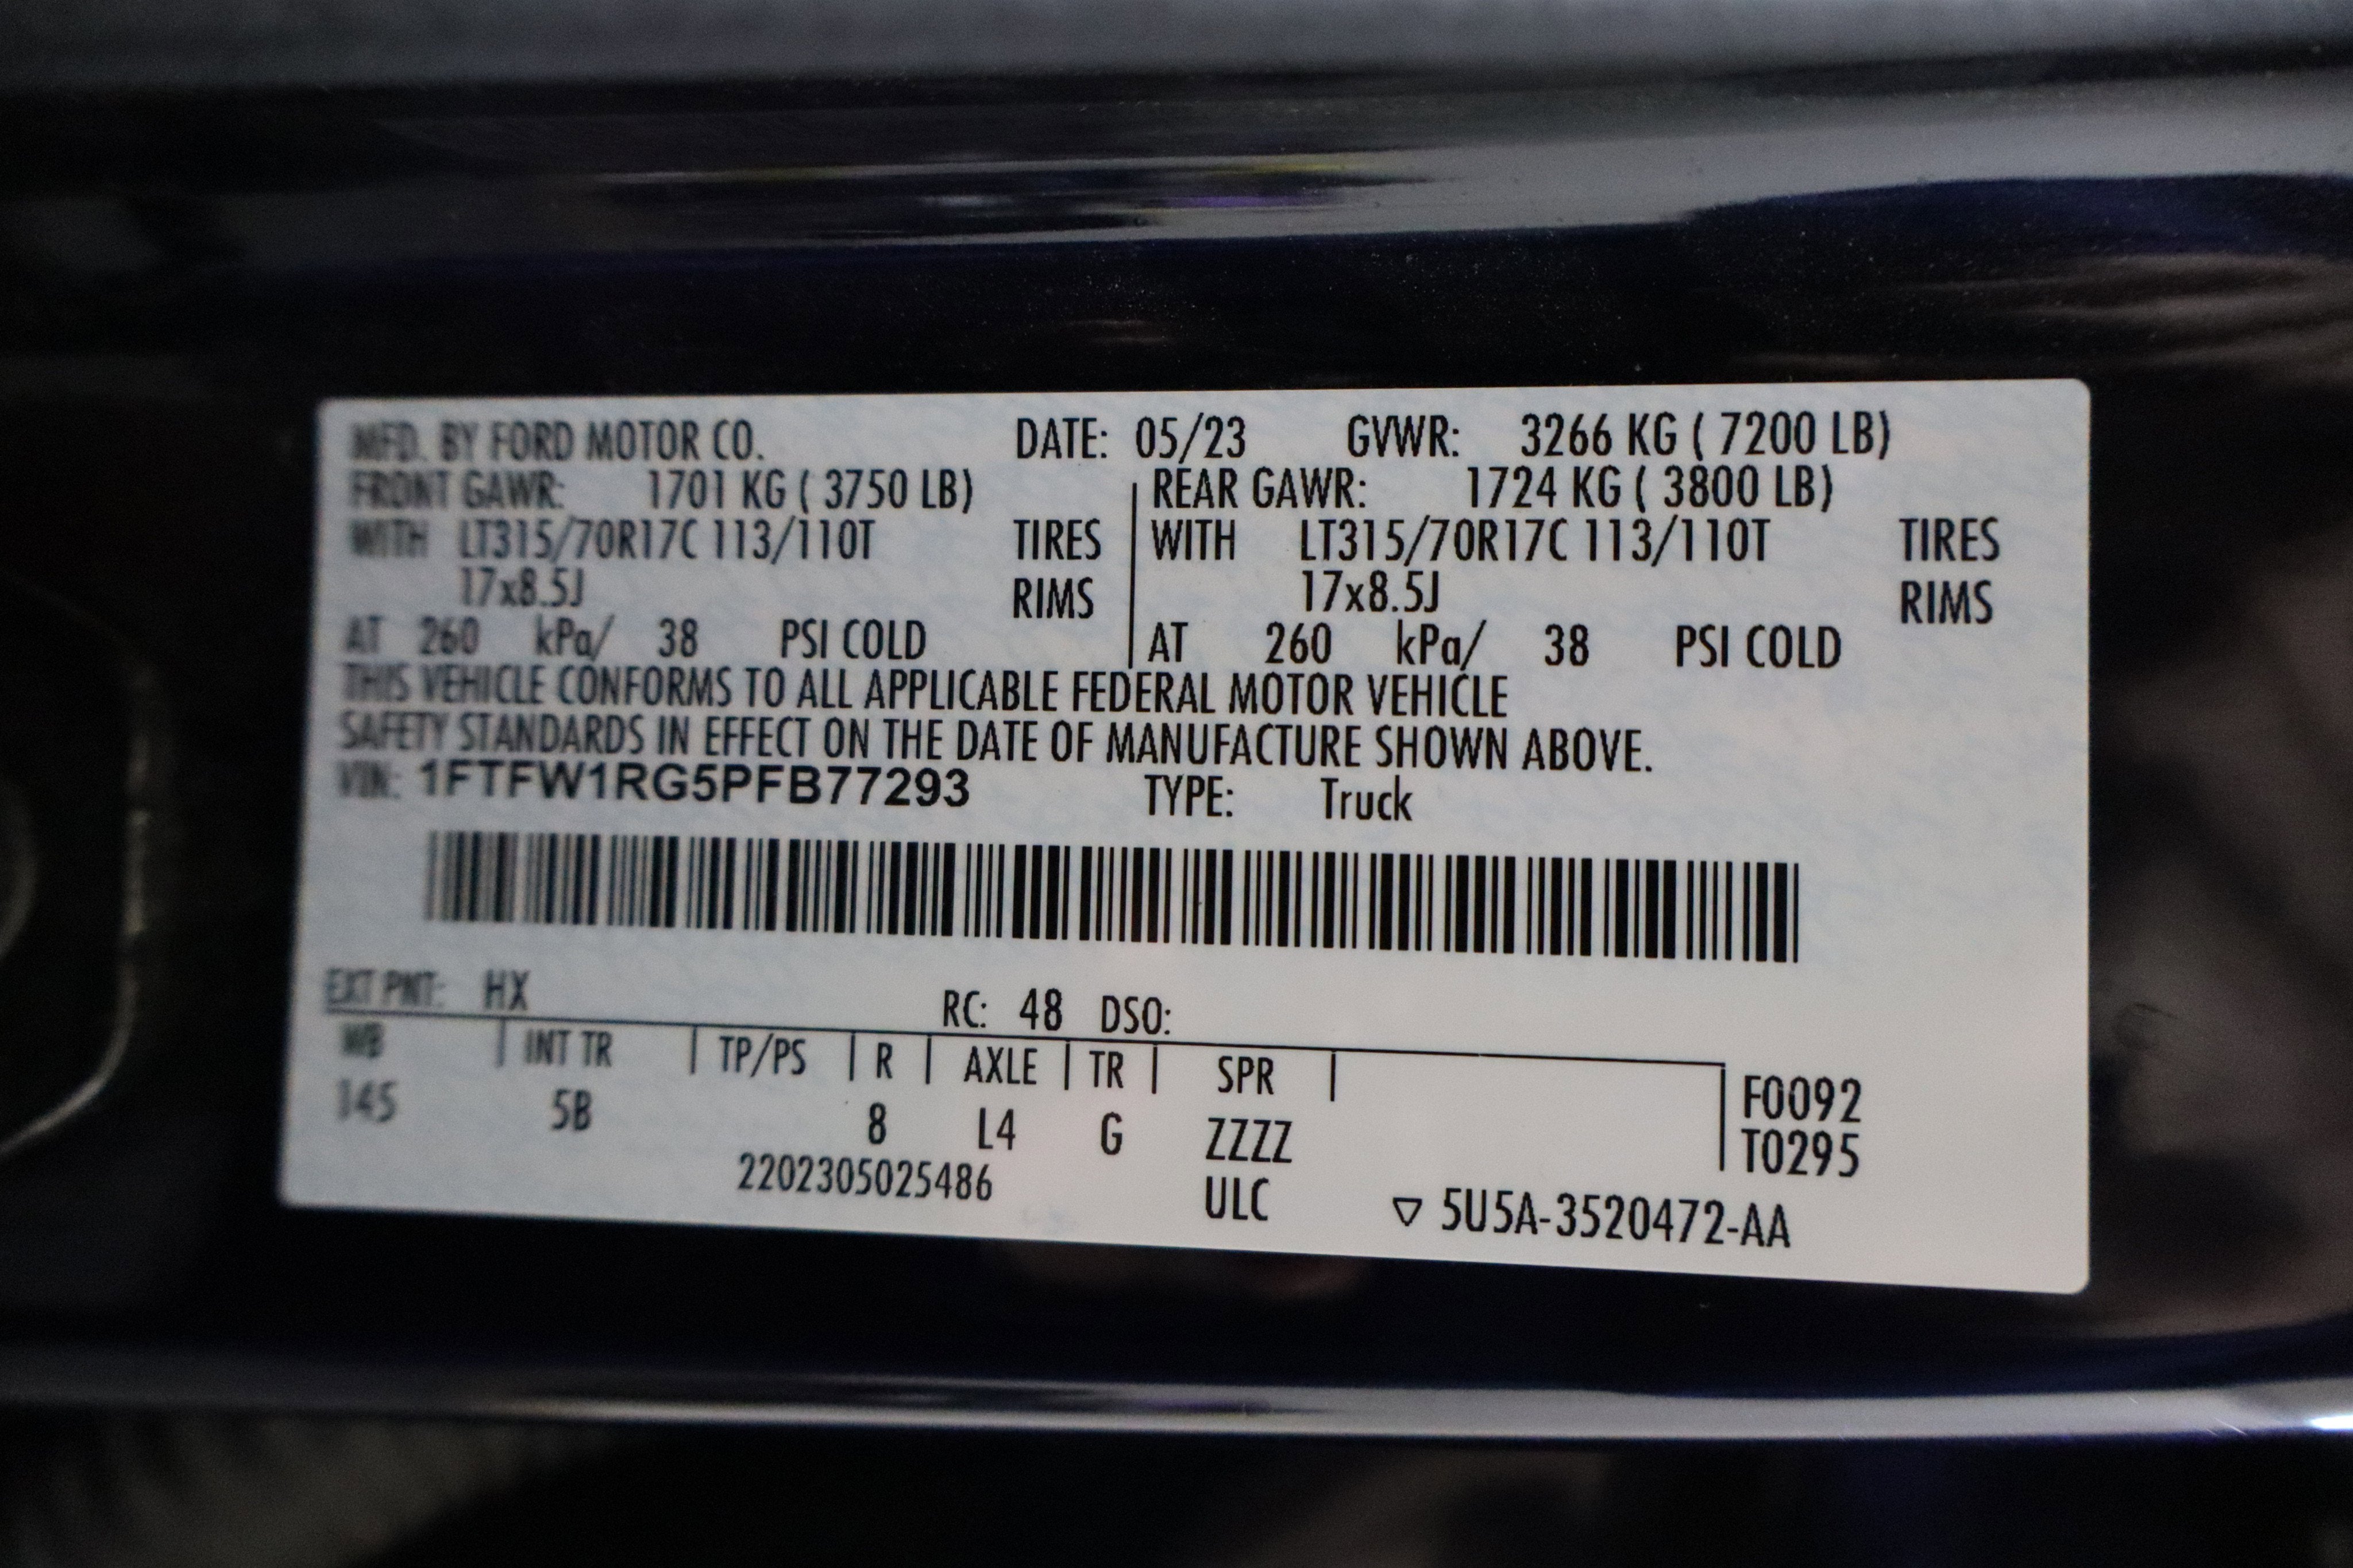 MFD. BY FORD MOTOR CO. DATE: 05/23 GVWR: 3266 KG ( 7200 LB)
FRONT GAWR: 1701 KG ( 3750 LB) REAR GAWR: 1724 KG ( 3800 LB)
WITH LT315/70R17C 113/110T TIRES WITH LT315/70R17C 113/110T TIRES
17x8.5J RIMS 17x8.5J RIMS
AT 260 kPa/ 38 PSI COLD AT 260 kPa/ 38 PSI COLD
THIS VEHICLE CONFORMS TO ALL APPLICABLE FEDERAL MOTOR VEHICLE
SAFETY STANDARDS IN EFFECT ON THE DATE OF MANUFACTURE SHOWN ABOVE.
VIN: 1FTFW1RG5PFB77293 TYPE: Truck
EXT PNT: HX RC: 48 DSO:
WB INT TR TP/PS R AXLE TR SPR F0092
145 5B 8 L4 G ZZZZ T0295
2202305025486 ULC ▽ 5U5A-3520472-AA